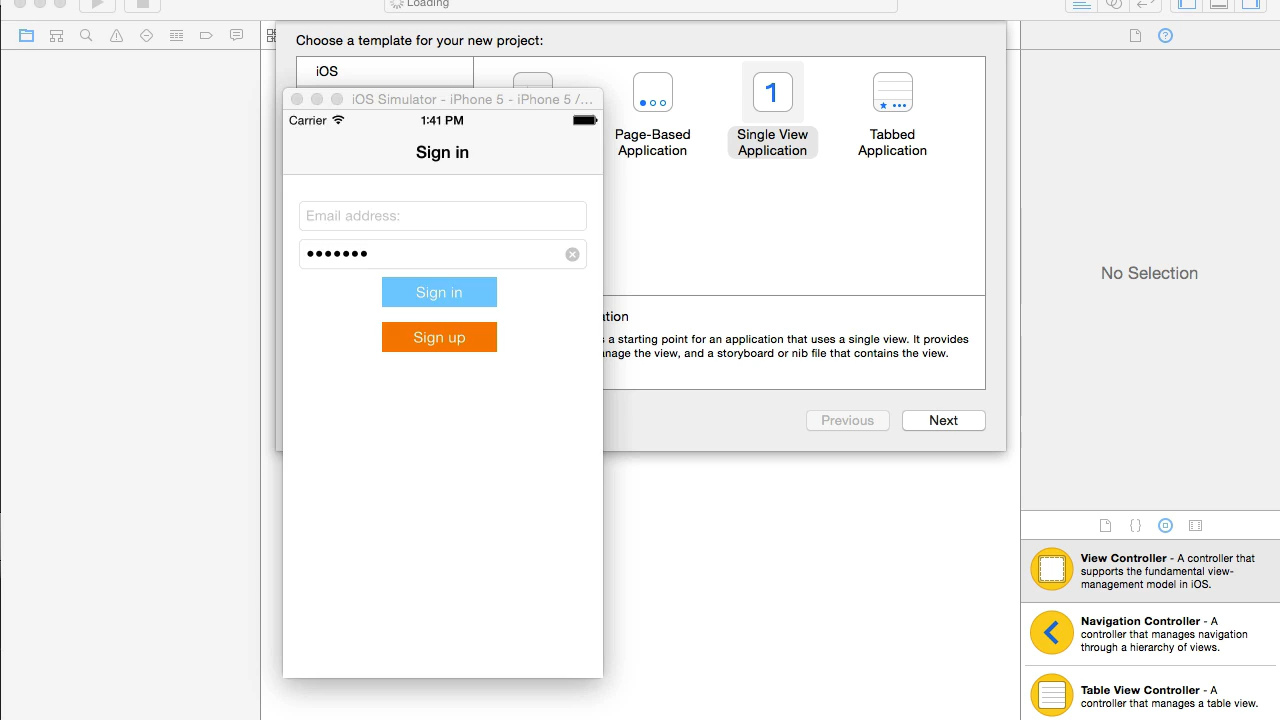 Loading
Choose a template for your new project:
iOS
iOS Simulator - iPhone 5 - iPhone 5 /...
Carrier
1:41 PM
Sign in
Email address:
Sign in
Sign up
Page-Based
Application
1
Single View
Application
Tabbed
Application
a starting point for an application that uses a single view. It provides
the view, and a storyboard or nib file that contains the view.
Previous
Next
No Selection
{}
View Controller - A controller that
supports the fundamental view-
management model in iOS.
Navigation Controller - A
controller that manages navigation
through a hierarchy of views.
Table View Controller - A
controller that manages a table view.